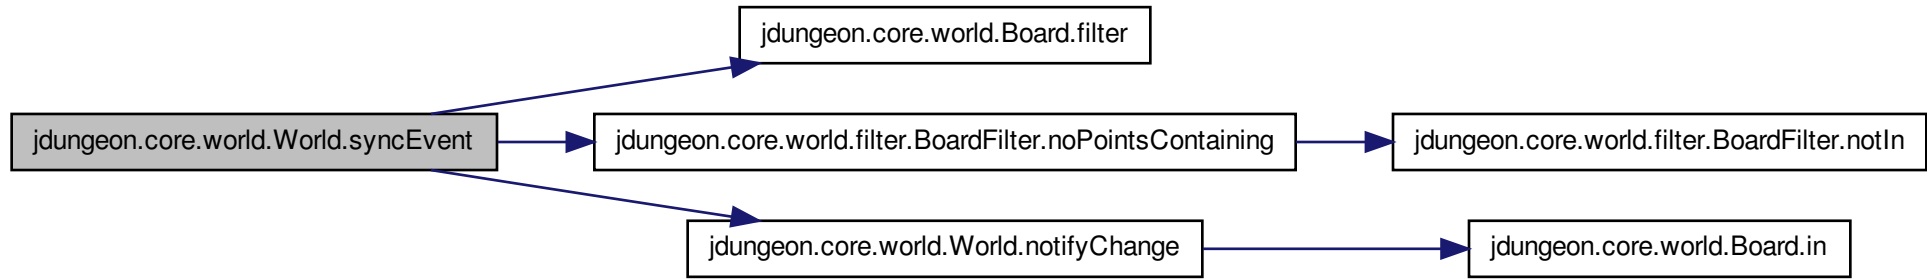 jdungeon.core.world.Board.filter
jdungeon.core.world.World.syncEvent
jdungeon.core.world.filter.BoardFilter.noPointsContaining
jdungeon.core.world.filter.BoardFilter.notIn
jdungeon.core.world.World.notifyChange
jdungeon.core.world.Board.in